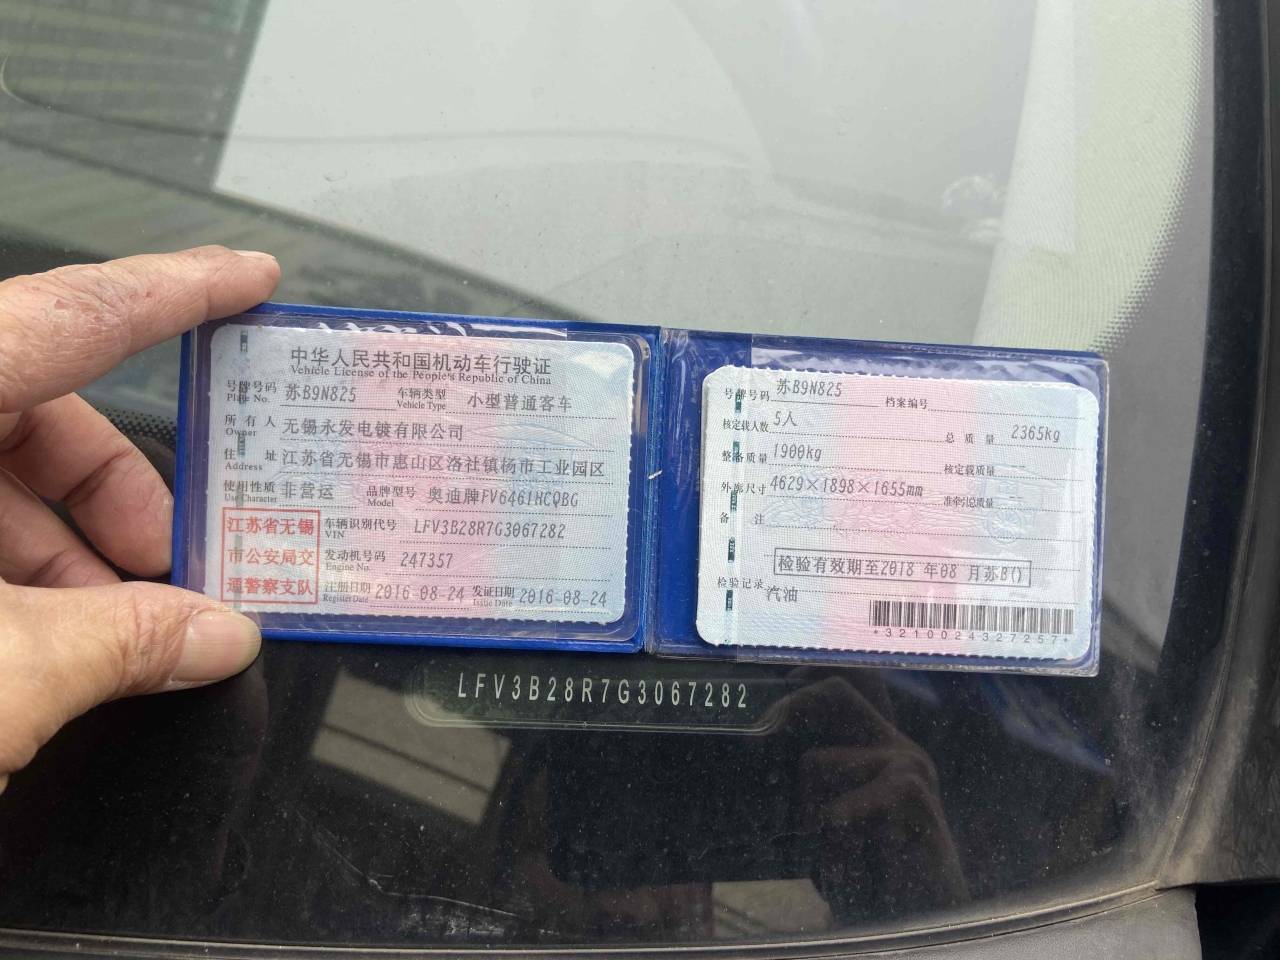 中华人民共和国机动车行驶证
Vehicle License of the People's Republic of China
号牌号码 苏B9N825 车辆类型 小型普通客车
Plate No. Vehicle Type
所有人 无锡永发电镀有限公司
Owner
住址 江苏省无锡市惠山区洛社镇杨市工业园区
Address
使用性质 非营运 品牌型号 奥迪牌FV6461HCQBG
Use Character Model
江苏省无锡市公安局交通警察支队
车辆识别代号 LFV3B28R7G3067282
VIN
发动机号码 247357
Engine No.
注册日期 2016-08-24 发证日期 2016-08-24
Register Date Issue Date
号牌号码 苏B9N825 档案编号
核定载人数 5人 总质量 2365kg
整备质量 1900kg 核定载质量 --
外廓尺寸 4629×1898×1655mm 准牵引总质量 --
备注
检验有效期至2018年08月苏B()
检验记录
汽油
*3210024327257*
LFV3B28R7G3067282